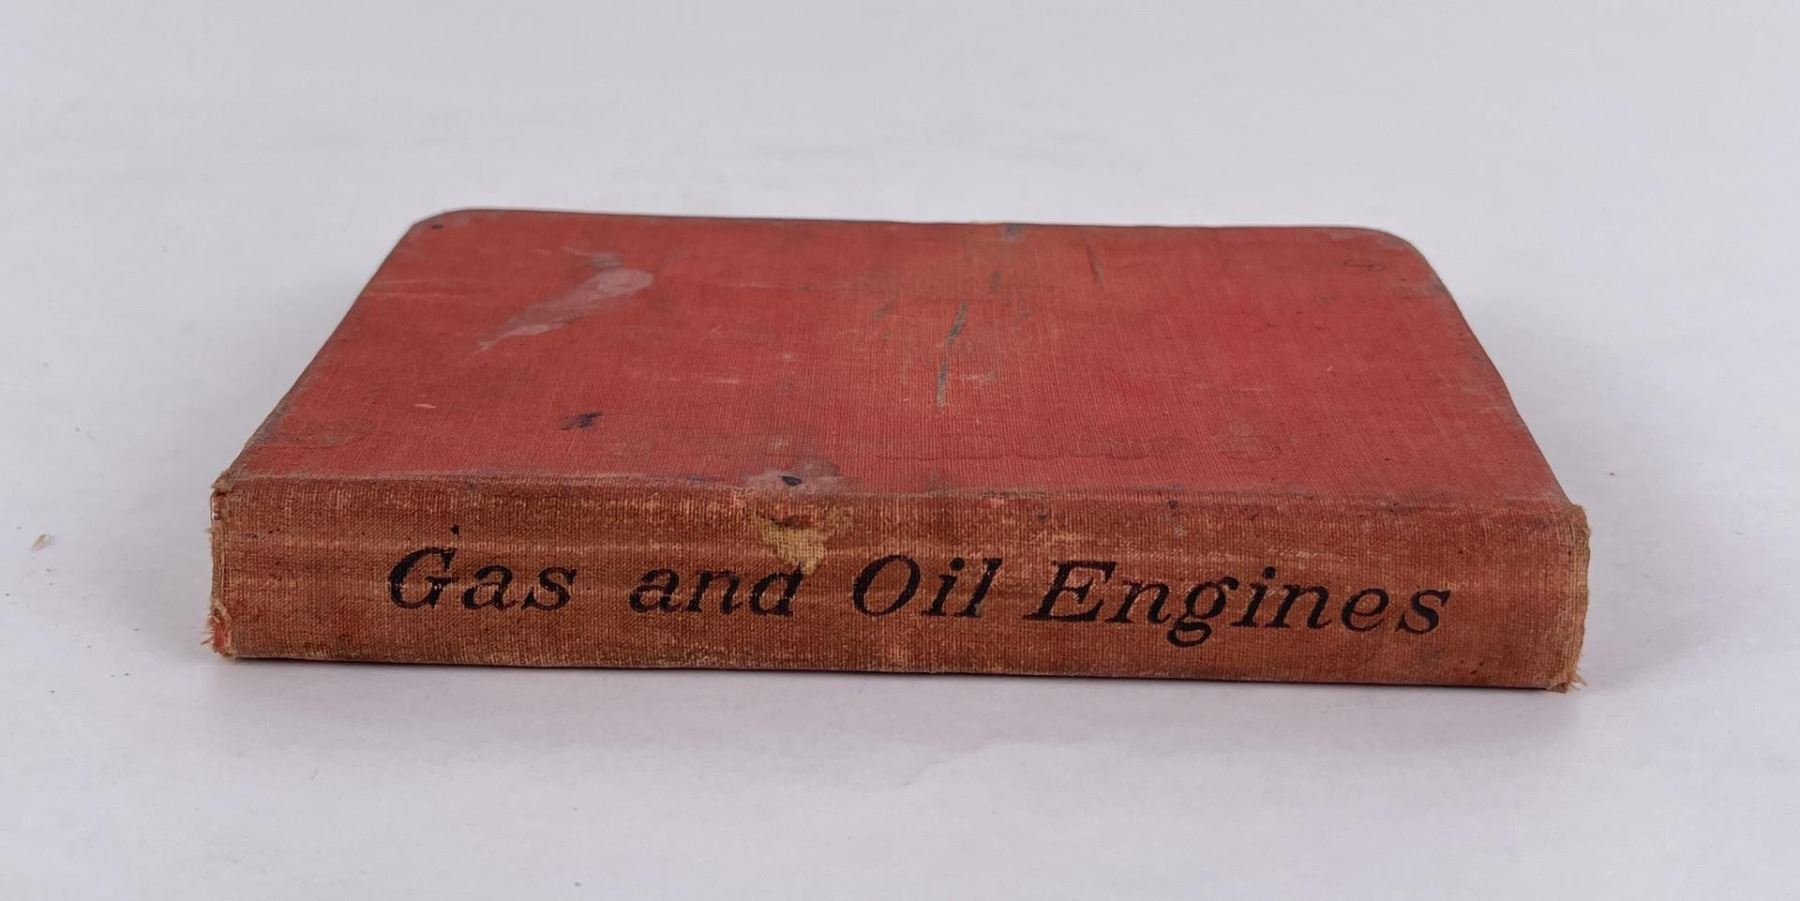 Gas and Oil Engines